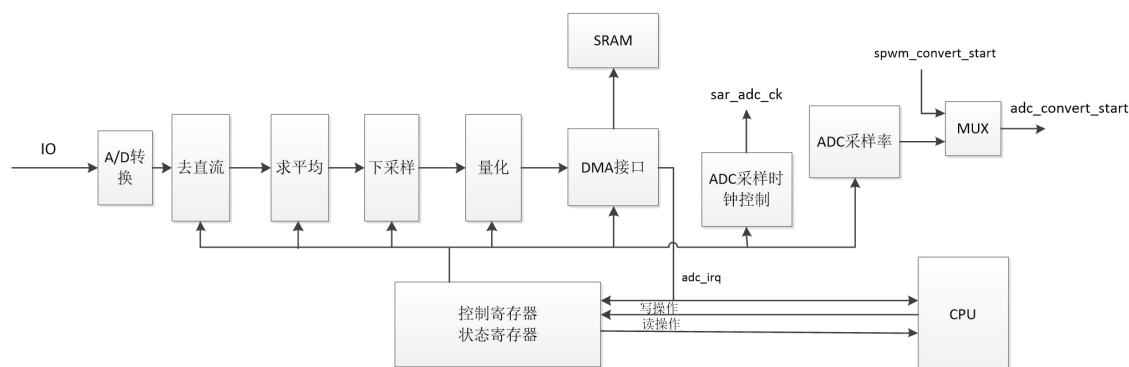 SRAM
spwm_convert_start
sar_adc_ck
adc_convert_start
MUX
IO
A/D转
换
去直流
求平均
下采样
量化
DMA接口
ADC采样时
钟控制
ADC采样率
adc_irq
控制寄存器
状态寄存器
写操作
读操作
CPU